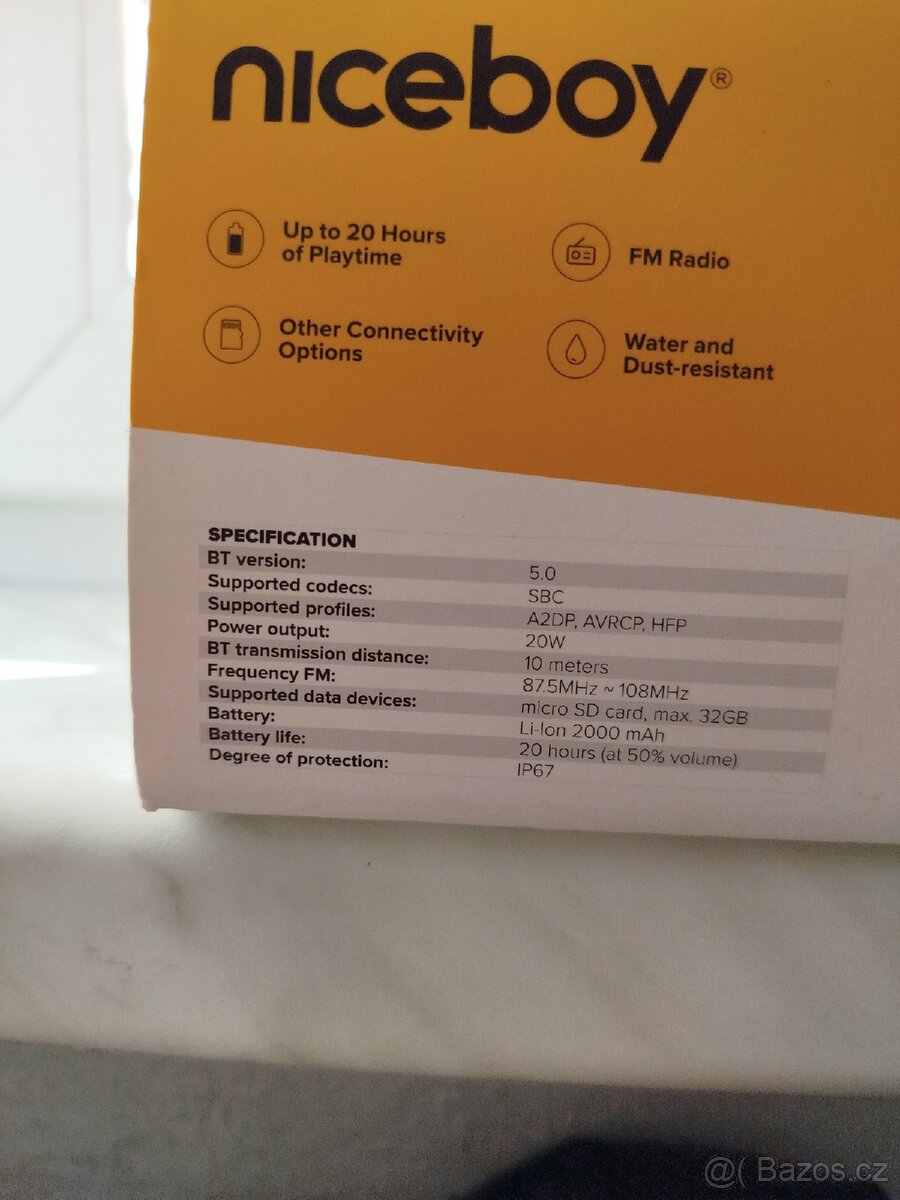 niceboy®
Up to 20 Hours
of Playtime
FM Radio
Other Connectivity
Options
Water and
Dust-resistant
SPECIFICATION
BT version: 5.0
Supported codecs: SBC
Supported profiles: A2DP, AVRCP, HFP
Power output: 20W
BT transmission distance: 10 meters
Frequency FM: 87.5MHz ~ 108MHz
Supported data devices: micro SD card, max. 32GB
Battery: Li-Ion 2000 mAh
Battery life: 20 hours (at 50% volume)
Degree of protection: IP67
@( Bazos.cz